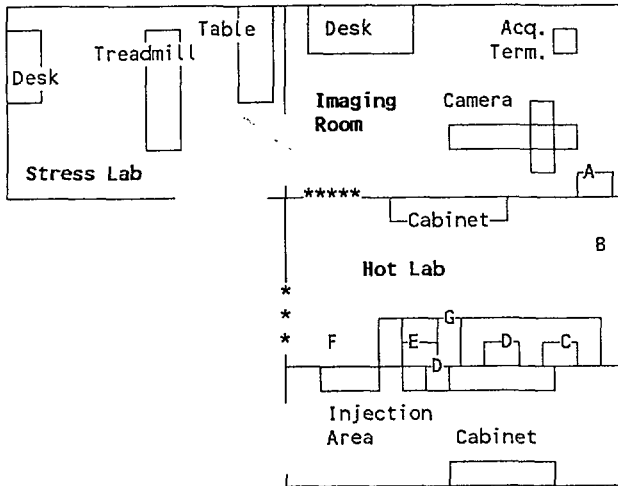 Table
Desk
Acq.
Term.
Treadmill
Desk
Imaging
Room
Camera
Stress Lab
A
*****
Cabinet
B
Hot Lab
*
*
*
G
F
E
D
C
D
Injection
Area
Cabinet